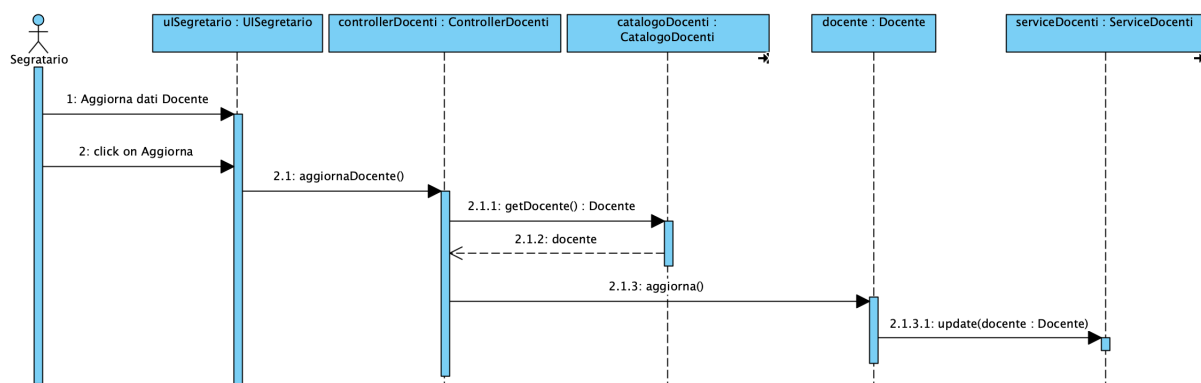 uISegretario : UISegretario
controllerDocenti : ControllerDocenti
catalogoDocenti :
CatalogoDocenti
docente : Docente
serviceDocenti : ServiceDocenti
Segratario
1: Aggiorna dati Docente
2: click on Aggiorna
2.1: aggiornaDocente()
2.1.1: getDocente() : Docente
2.1.2: docente
2.1.3: aggiorna()
2.1.3.1: update(docente : Docente)